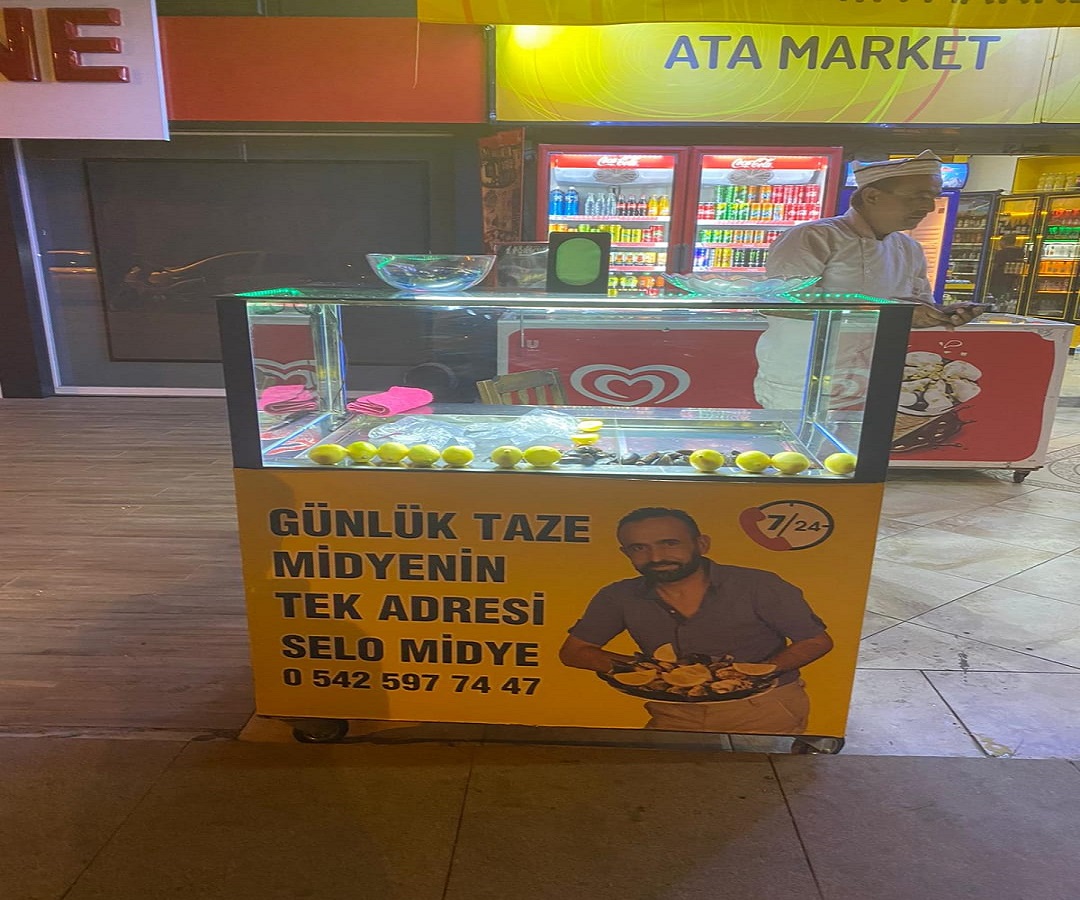 NE
ATA MARKET
Coca-Cola
Coca-Cola
GÜNLÜK TAZE
MİDYENİN
TEK ADRESİ
SELO MİDYE
0 542 597 74 47
7/24